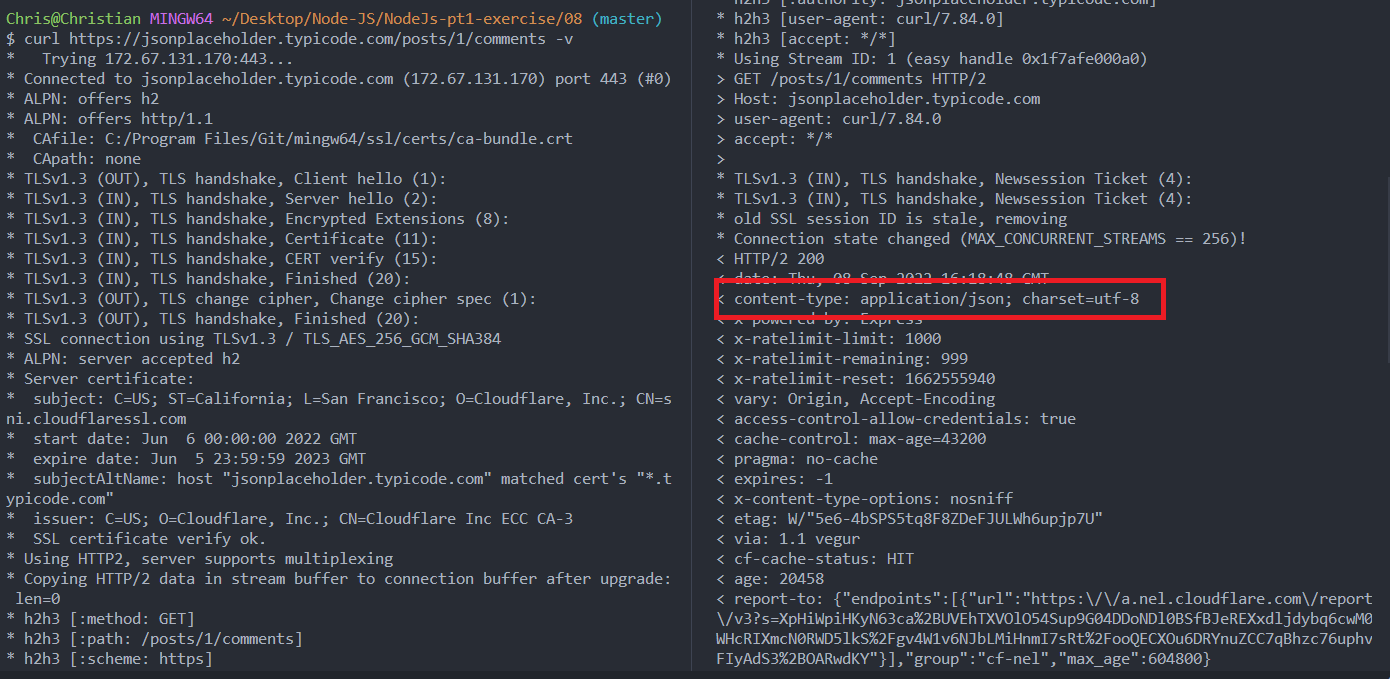 Chris@Christian MINGW64 ~/Desktop/Node-JS/NodeJs-pt1-exercise/08 (master)
$ curl https://jsonplaceholder.typicode.com/posts/1/comments -v
*   Trying 172.67.131.170:443...
* Connected to jsonplaceholder.typicode.com (172.67.131.170) port 443 (#0)
* ALPN: offers h2
* ALPN: offers http/1.1
*  CAfile: C:/Program Files/Git/mingw64/ssl/certs/ca-bundle.crt
*  CApath: none
* TLSv1.3 (OUT), TLS handshake, Client hello (1):
* TLSv1.3 (IN), TLS handshake, Server hello (2):
* TLSv1.3 (IN), TLS handshake, Encrypted Extensions (8):
* TLSv1.3 (IN), TLS handshake, Certificate (11):
* TLSv1.3 (IN), TLS handshake, CERT verify (15):
* TLSv1.3 (IN), TLS handshake, Finished (20):
* TLSv1.3 (OUT), TLS change cipher, Change cipher spec (1):
* TLSv1.3 (OUT), TLS handshake, Finished (20):
* SSL connection using TLSv1.3 / TLS_AES_256_GCM_SHA384
* ALPN: server accepted h2
* Server certificate:
*  subject: C=US; ST=California; L=San Francisco; O=Cloudflare, Inc.; CN=s
ni.cloudflaressl.com
*  start date: Jun  6 00:00:00 2022 GMT
*  expire date: Jun  5 23:59:59 2023 GMT
*  subjectAltName: host "jsonplaceholder.typicode.com" matched cert's "*.t
ypicode.com"
*  issuer: C=US; O=Cloudflare, Inc.; CN=Cloudflare Inc ECC CA-3
*  SSL certificate verify ok.
* Using HTTP2, server supports multiplexing
* Copying HTTP/2 data in stream buffer to connection buffer after upgrade:
 len=0
* h2h3 [:method: GET]
* h2h3 [:path: /posts/1/comments]
* h2h3 [:scheme: https]
* h2h3 [:authority: jsonplaceholder.typicode.com]
* h2h3 [user-agent: curl/7.84.0]
* h2h3 [accept: */*]
* Using Stream ID: 1 (easy handle 0x1f7afe000a0)
> GET /posts/1/comments HTTP/2
> Host: jsonplaceholder.typicode.com
> user-agent: curl/7.84.0
> accept: */*
>
* TLSv1.3 (IN), TLS handshake, Newsession Ticket (4):
* TLSv1.3 (IN), TLS handshake, Newsession Ticket (4):
* old SSL session ID is stale, removing
* Connection state changed (MAX_CONCURRENT_STREAMS == 256)!
< HTTP/2 200
< date: Thu, 08 Sep 2022 16:18:48 GMT
< content-type: application/json; charset=utf-8
< x-powered-by: Express
< x-ratelimit-limit: 1000
< x-ratelimit-remaining: 999
< x-ratelimit-reset: 1662555940
< vary: Origin, Accept-Encoding
< access-control-allow-credentials: true
< cache-control: max-age=43200
< pragma: no-cache
< expires: -1
< x-content-type-options: nosniff
< etag: W/"5e6-4bSPS5tq8F8ZDeFJULWh6upjp7U"
< via: 1.1 vegur
< cf-cache-status: HIT
< age: 20458
< report-to: {"endpoints":[{"url":"https:\/\/a.nel.cloudflare.com\/report
\/v3?s=XpHiWpiHKyN63ca%2BUVEhTXVOlO54Sup9G04DDoNDl0BSfBJeREXxdljdybq6cwM0
WHcRIXmcN0RWD5lkS%2Fgv4W1v6NJbLMiHnmI7sRt%2FooQECXOu6DRYnuZCC7qBhzc76uphv
FIyAdS3%2BOARwdKY"}],"group":"cf-nel","max_age":604800}